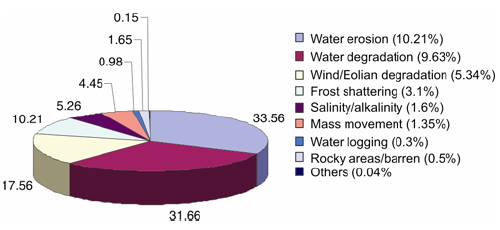 0.15
1.65
0.98
4.45
5.26
10.21
17.56
31.66
33.56
Water erosion (10.21%)
Water degradation (9.63%)
Wind/Eolian degradation (5.34%)
Frost shattering (3.1%)
Salinity/alkalinity (1.6%)
Mass movement (1.35%)
Water logging (0.3%)
Rocky areas/barren (0.5%)
Others (0.04%